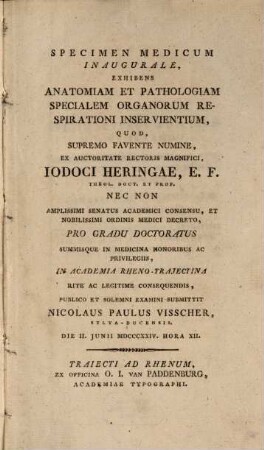 SPECIMEN MEDICUM
INAUGURALE,
EXHIBENS
ANATOMIAM ET PATHOLOGIAM
SPECIALEM ORGANORUM RE-
SPIRATIONI INSERVIENTIUM,
QUOD,
SUPREMO FAVENTE NUMINE,
EX AUCTORITATE RECTORIS MAGNIFICI,
IODOCI HERINGAE, E. F.
THEOL. DOCT. ET PROF.
NEC NON
AMPLISSIMI SENATUS ACADEMICI CONSENSU, ET
NOBILISSIMI ORDINIS MEDICI DECRETO,
PRO GRADU DOCTORATUS
SUMMISQUE IN MEDICINA HONORIBUS AC
PRIVILEGIIS,
IN ACADEMIA RHENO-TRAJECTINA
RITE AC LEGITIME CONSEQUENDIS,
PUBLICO ET SOLEMNI EXAMINI SUBMITTIT
NICOLAUS PAULUS VISSCHER,
SYLVA-DUCENSIS.
DIE II. JUNII MDCCCXXIV. HORA XII.
TRAIECTI AD RHENUM,
EX OFFICINA O. I. VAN PADDENBURG,
ACADEMIAE TYPOGRAPHI.